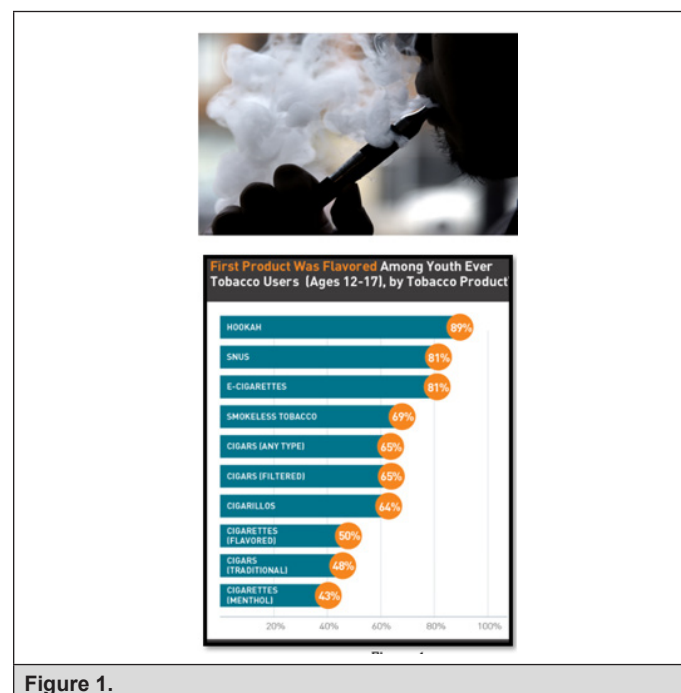 First Product Was Flavored Among Youth Ever
Tobacco Users (Ages 12-17), by Tobacco Product
HOOKAH 89%
SNUS 81%
E-CIGARETTES 81%
SMOKELESS TOBACCO 69%
CIGARS (ANY TYPE) 65%
CIGARS (FILTERED) 65%
CIGARILLOS 64%
CIGARETTES
(FLAVORED) 50%
CIGARS
(TRADITIONAL) 48%
CIGARETTES
(MENTHOL) 43%
20% 40% 60% 80% 100%
Figure 1.